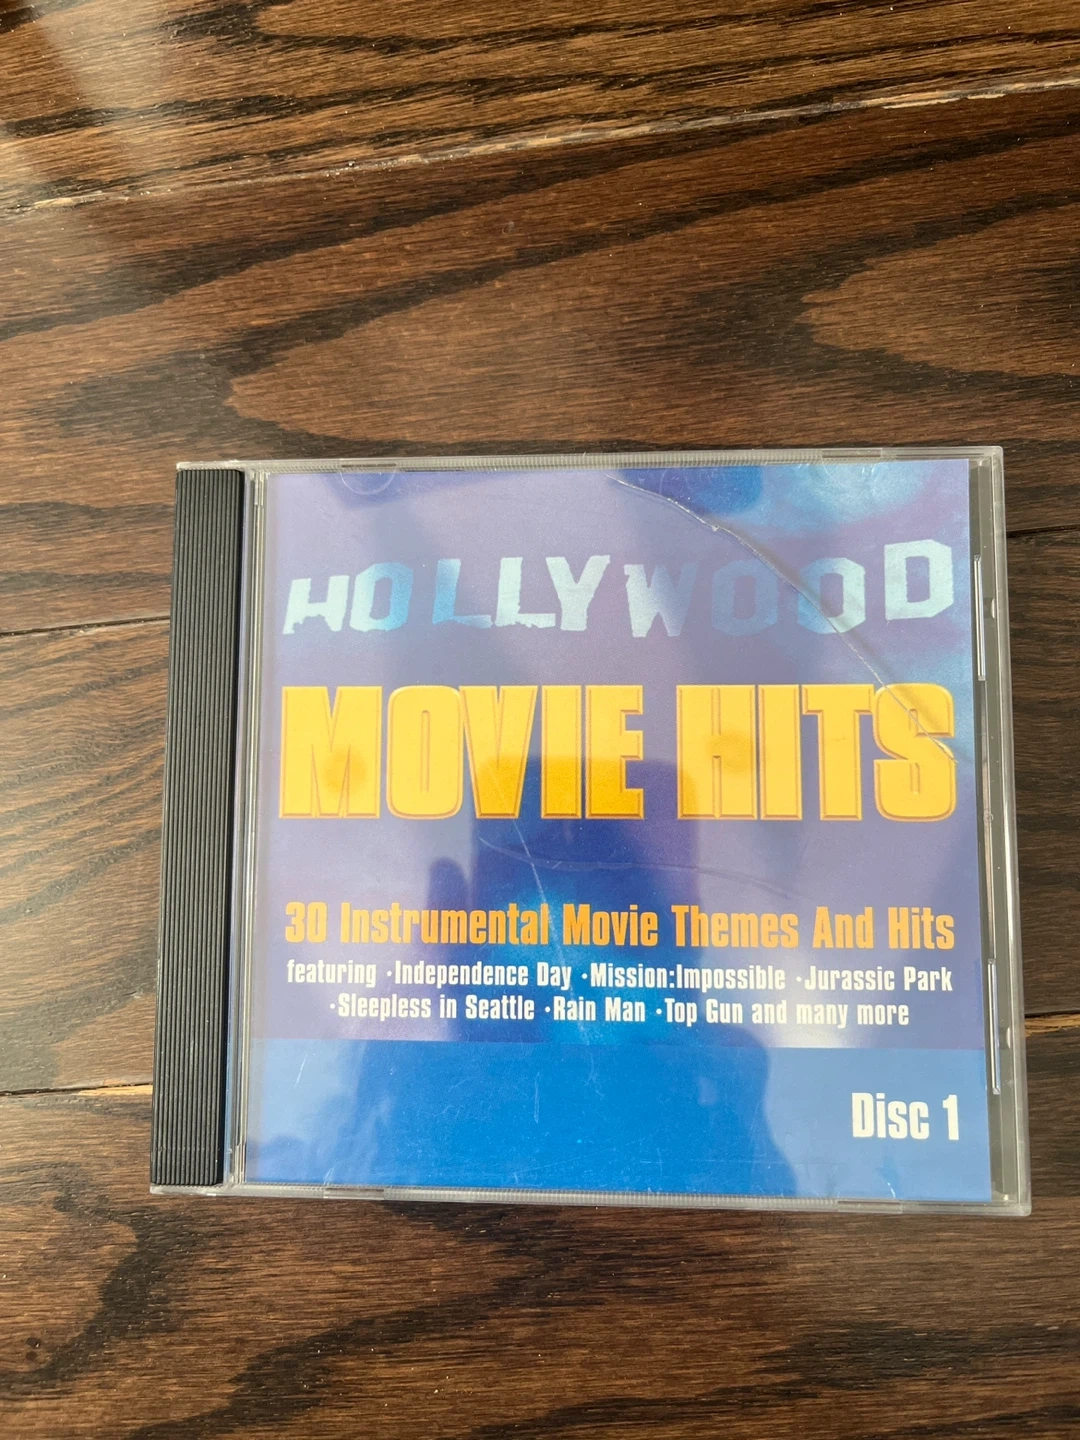 HOLLYWOOD
MOVIE HITS
30 Instrumental Movie Themes And Hits
featuring •Independence Day •Mission:Impossible •Jurassic Park
•Sleepless in Seattle •Rain Man •Top Gun and many more
Disc 1